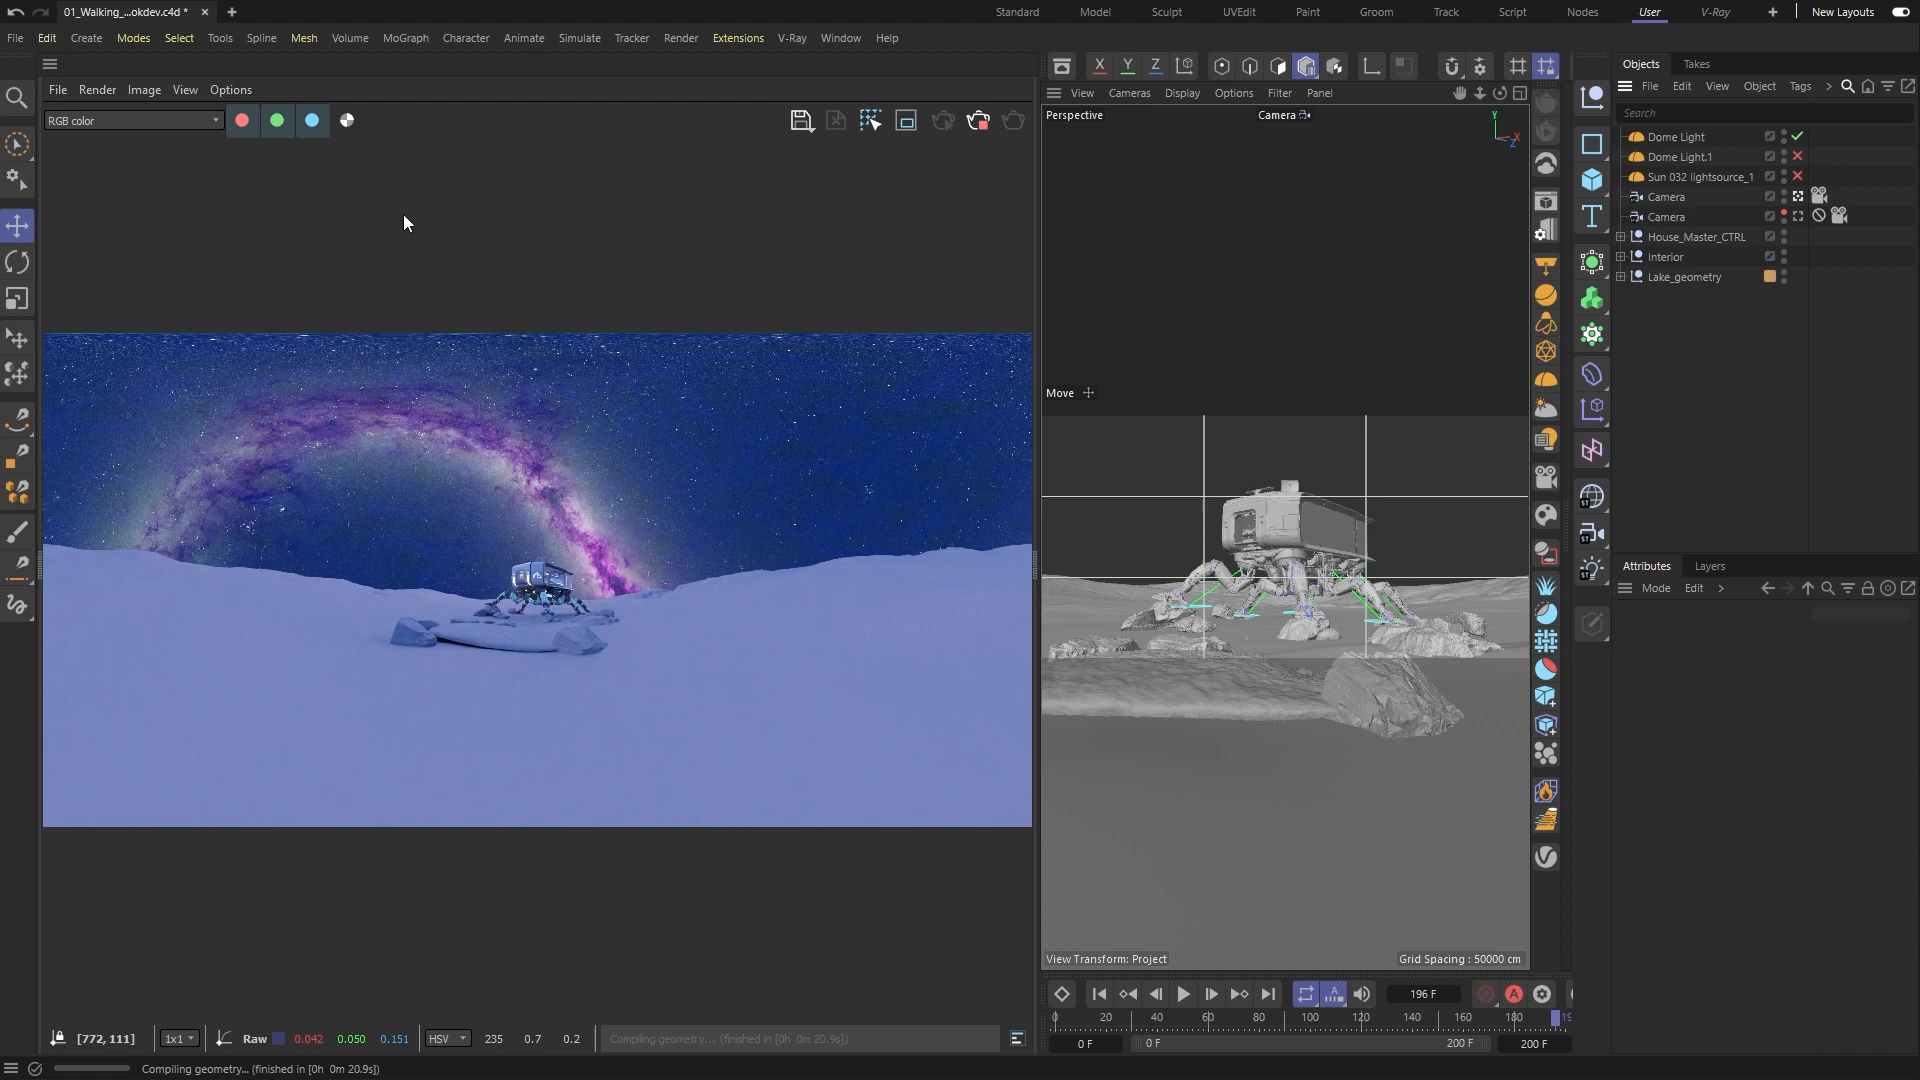 01_Walking_...okdev.c4d *
Standard
Model
Sculpt
UVEdit
Paint
Groom
Track
Script
Nodes
User
V-Ray
New Layouts
File
Edit
Create
Modes
Select
Tools
Spline
Mesh
Volume
MoGraph
Character
Animate
Simulate
Tracker
Render
Extensions
V-Ray
Window
Help
File
Render
Image
View
Options
RGB color
X
Y
Z
View
Cameras
Display
Options
Filter
Panel
Perspective
Camera
Y
X
Z
Move
View Transform: Project
Grid Spacing : 50000 cm
Objects
Takes
File
Edit
View
Object
Tags
Search
Dome Light
Dome Light.1
Sun 032 lightsource_1
Camera
Camera
House_Master_CTRL
Interior
Lake_geometry
T
ST
ST
ST
Attributes
Layers
Mode
Edit
196 F
A
A
0
20
40
60
80
100
120
140
160
180
19
0 F
0 F
200 F
200 F
[772, 111]
1x1
Raw
0.042
0.050
0.151
HSV
235
0.7
0.2
Compiling geometry... (finished in [0h 0m 20.9s])
Compiling geometry... (finished in [0h 0m 20.9s])